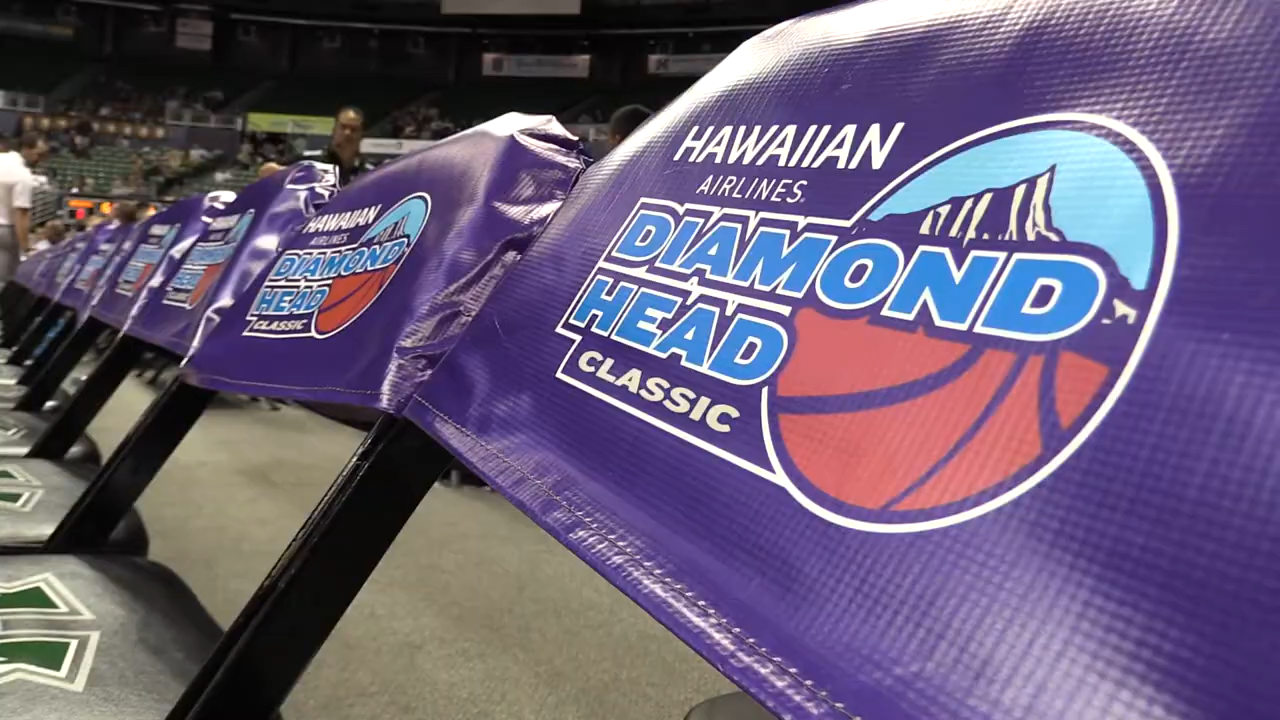 HAWAIIAN
AIRLINES
DIAMOND
HEAD
CLASSIC
HAWAIIAN
AIRLINES
DIAMOND
HEAD
CLASSIC